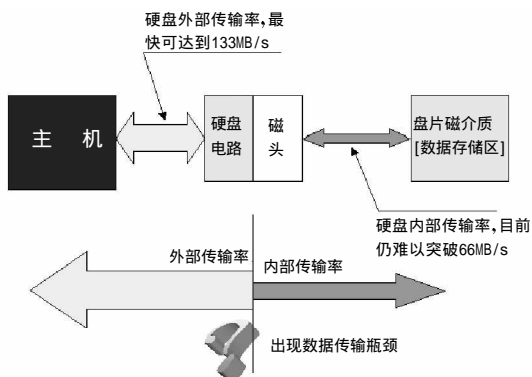 硬盘外部传输率，最
快可达到133MB/s
主 机
硬盘
电路
磁
头
盘片磁介质
[数据存储区]
硬盘内部传输率，目前
仍难以突破66MB/s
外部传输率
内部传输率
出现数据传输瓶颈